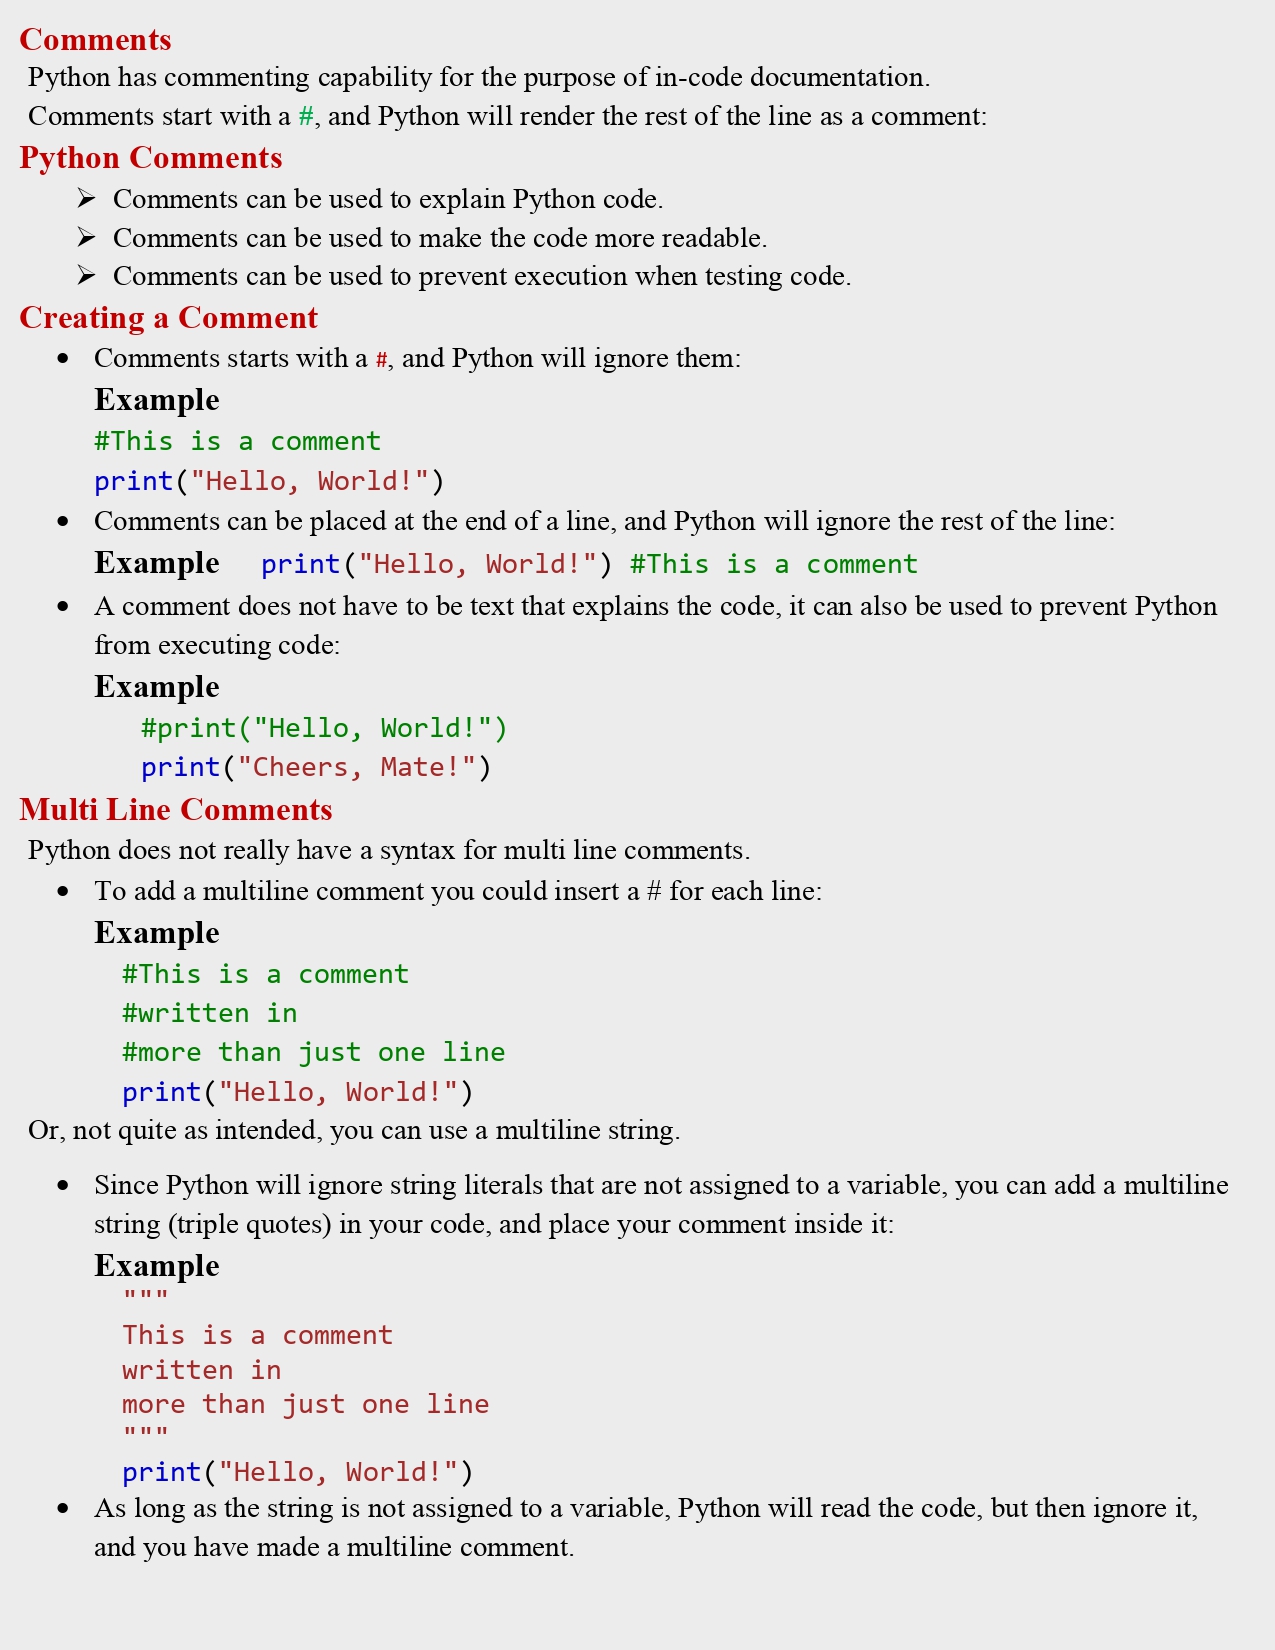 Comments
Python has commenting capability for the purpose of in-code documentation.
Comments start with a #, and Python will render the rest of the line as a comment:
Python Comments
➢ Comments can be used to explain Python code.
➢ Comments can be used to make the code more readable.
➢ Comments can be used to prevent execution when testing code.
Creating a Comment
• Comments starts with a #, and Python will ignore them:
Example
#This is a comment
print("Hello, World!")
• Comments can be placed at the end of a line, and Python will ignore the rest of the line:
Example print("Hello, World!") #This is a comment
• A comment does not have to be text that explains the code, it can also be used to prevent Python
from executing code:
Example
#print("Hello, World!")
print("Cheers, Mate!")
Multi Line Comments
Python does not really have a syntax for multi line comments.
• To add a multiline comment you could insert a # for each line:
Example
#This is a comment
#written in
#more than just one line
print("Hello, World!")
Or, not quite as intended, you can use a multiline string.
• Since Python will ignore string literals that are not assigned to a variable, you can add a multiline
string (triple quotes) in your code, and place your comment inside it:
Example
"""
This is a comment
written in
more than just one line
"""
print("Hello, World!")
• As long as the string is not assigned to a variable, Python will read the code, but then ignore it,
and you have made a multiline comment.